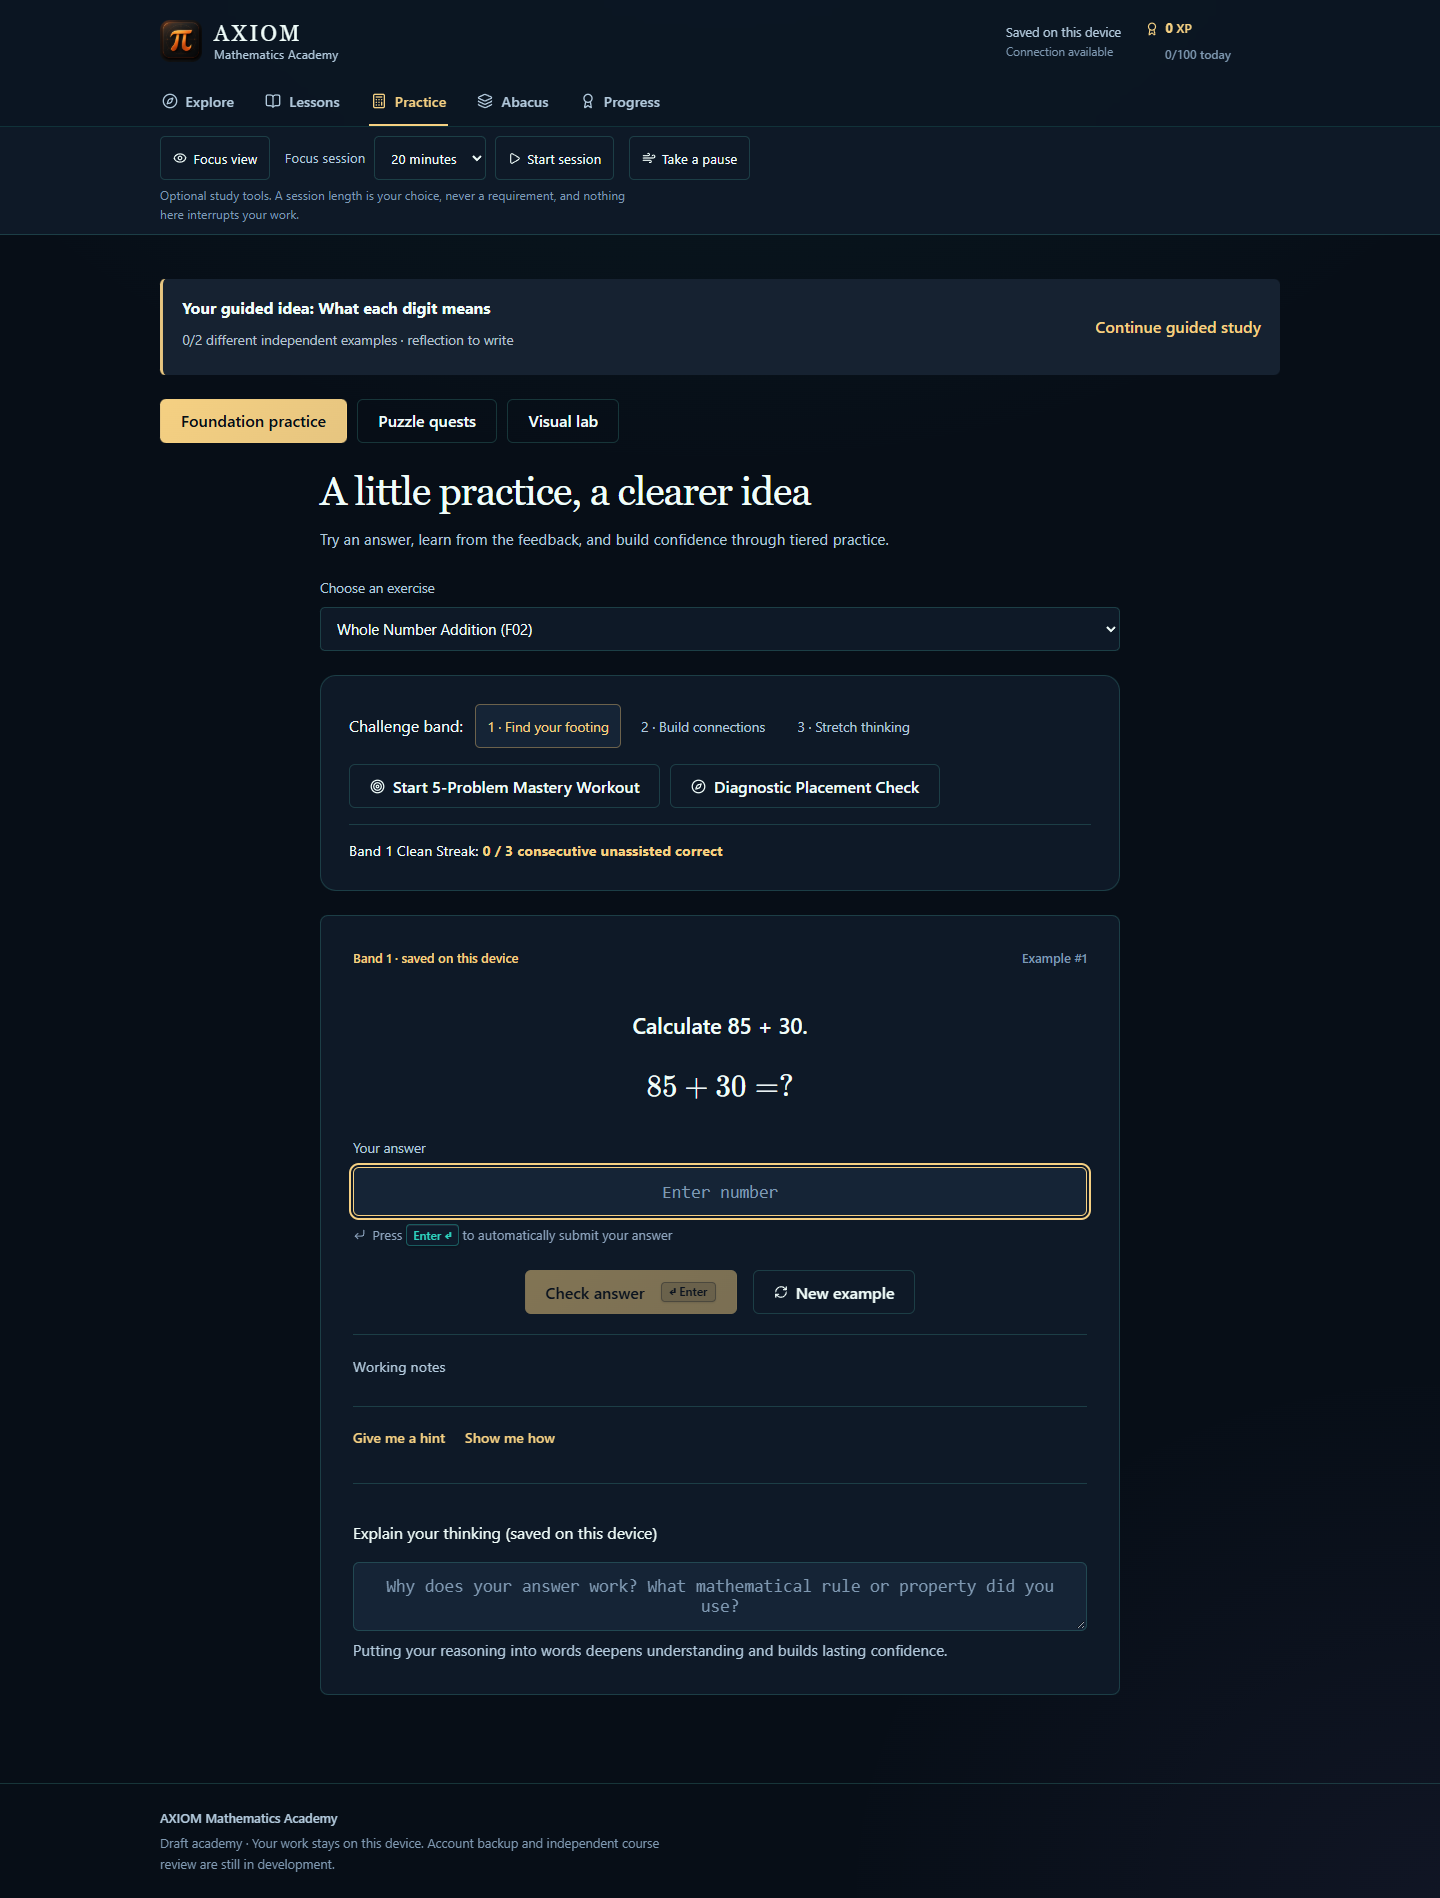 AXIOM
Mathematics Academy
Saved on this device
Connection available
0 XP
0/100 today
Explore
Lessons
Practice
Abacus
Progress
Focus view
Focus session
20 minutes
Start session
Take a pause
Optional study tools. A session length is your choice, never a requirement, and nothing
here interrupts your work.
Your guided idea: What each digit means
0/2 different independent examples · reflection to write
Continue guided study
Foundation practice
Puzzle quests
Visual lab
A little practice, a clearer idea
Try an answer, learn from the feedback, and build confidence through tiered practice.
Choose an exercise
Whole Number Addition (F02)
Challenge band:
1 · Find your footing
2 · Build connections
3 · Stretch thinking
Start 5-Problem Mastery Workout
Diagnostic Placement Check
Band 1 Clean Streak: 0 / 3 consecutive unassisted correct
Band 1 · saved on this device
Example #1
Calculate 85 + 30.
85 + 30 =?
Your answer
Enter number
↵ Press Enter ↵ to automatically submit your answer
Check answer
↵ Enter
New example
Working notes
Give me a hint
Show me how
Explain your thinking (saved on this device)
Why does your answer work? What mathematical rule or property did you
use?
Putting your reasoning into words deepens understanding and builds lasting confidence.
AXIOM Mathematics Academy
Draft academy · Your work stays on this device. Account backup and independent course
review are still in development.